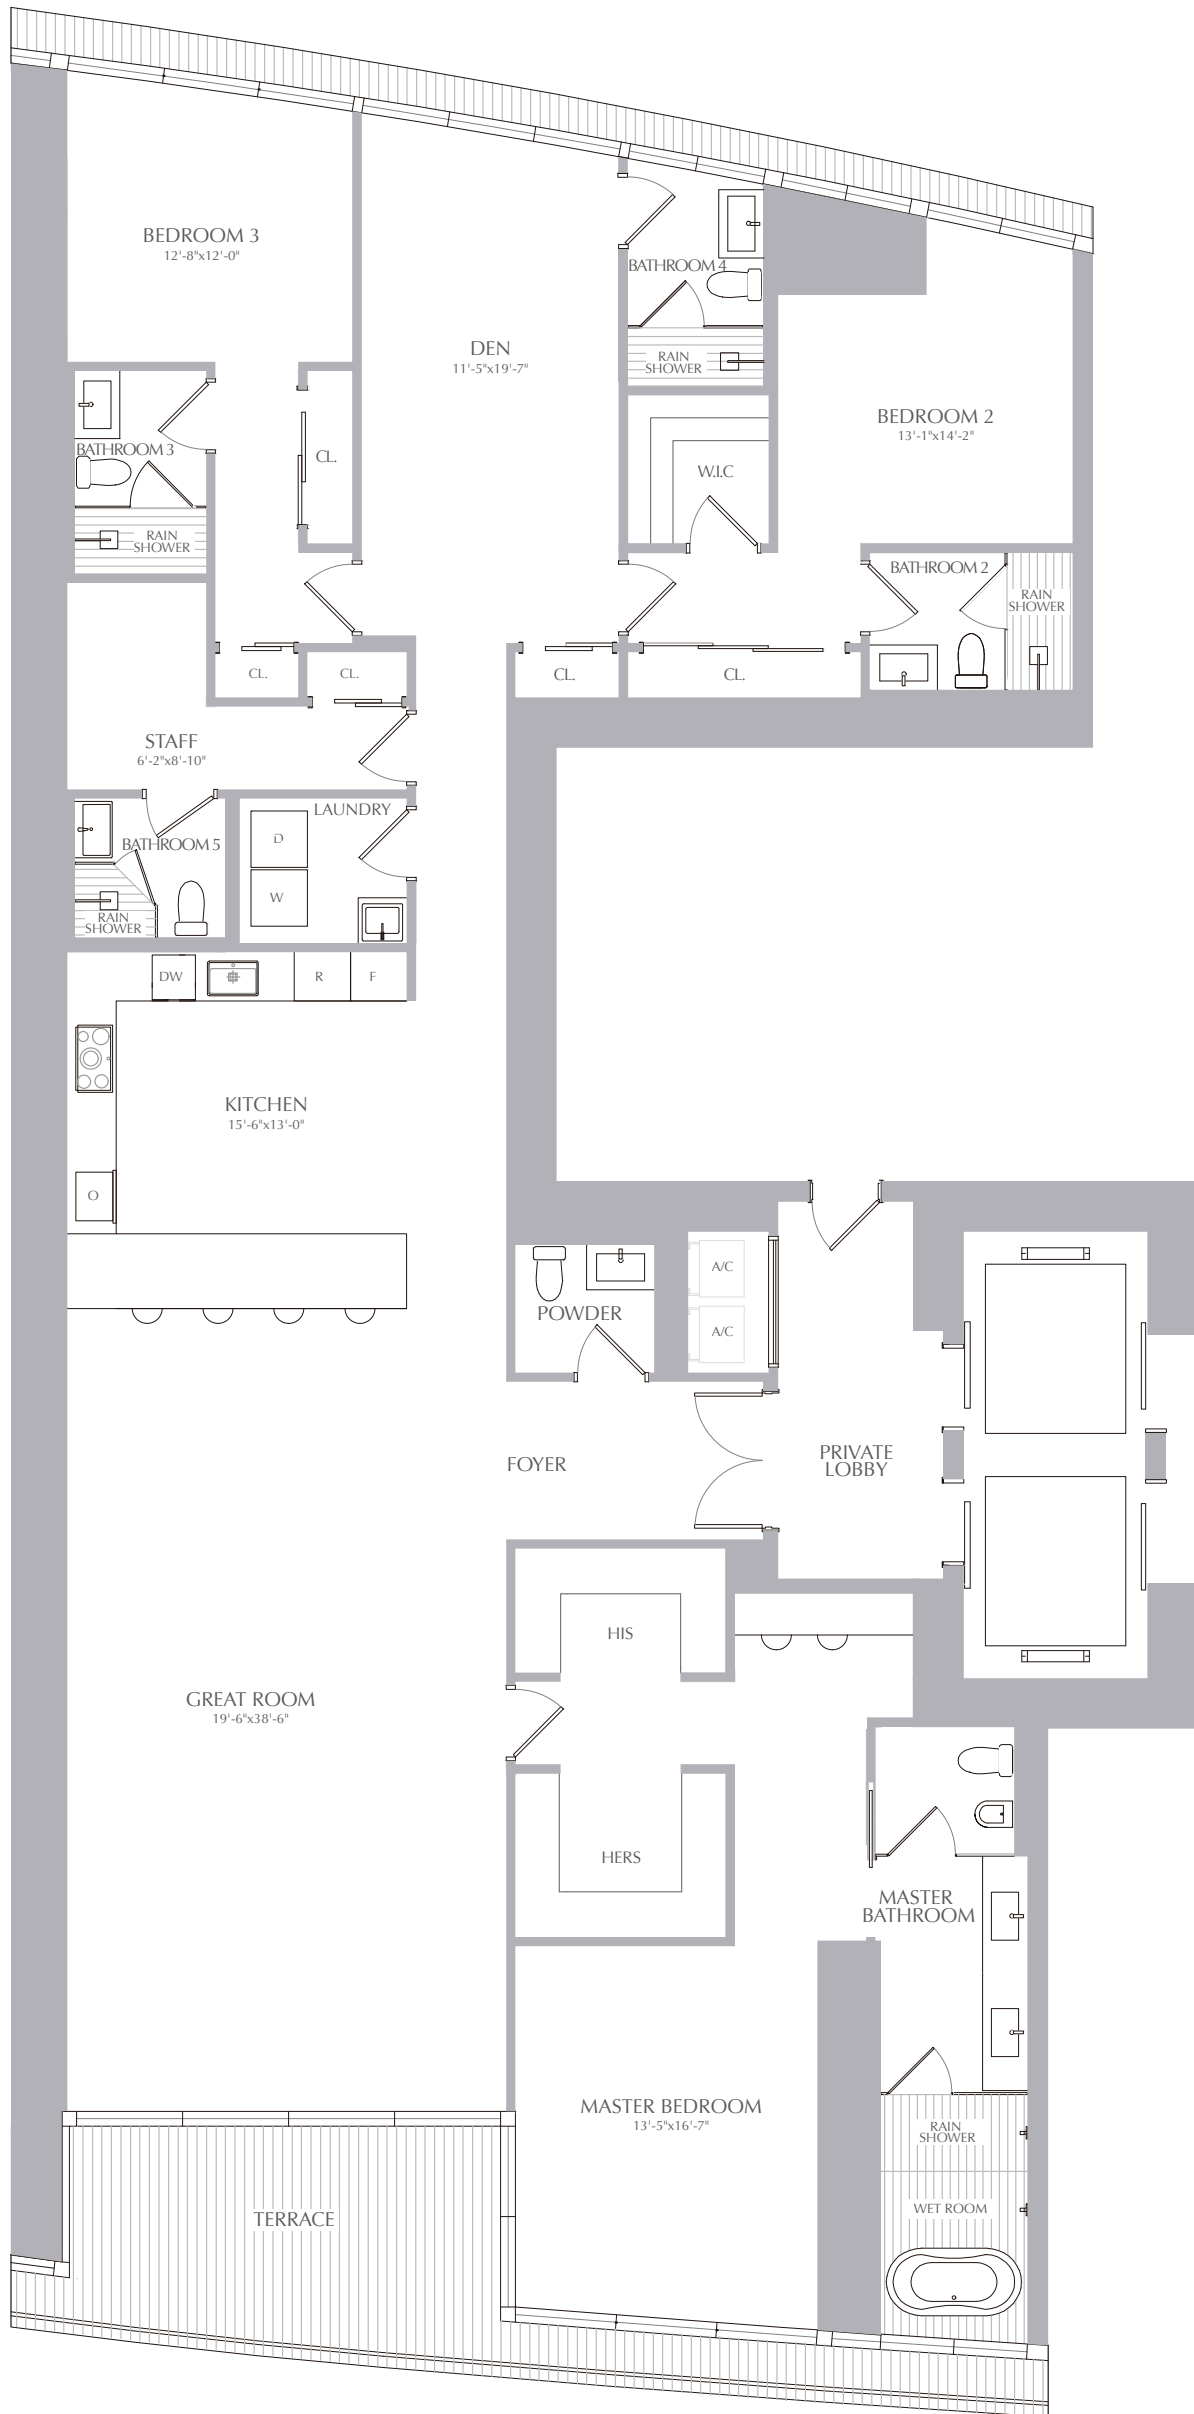 BEDROOM 3
12'-8"x12'-0"
BATHROOM 4
DEN
11'-5"x19'-7"
RAIN
SHOWER
BEDROOM 2
13'-1"x14'-2"
BATHROOM 3
CL.
W.I.C
RAIN
SHOWER
BATHROOM 2
RAIN
SHOWER
CL.
CL.
CL.
CL.
STAFF
6'-2"x8'-10"
LAUNDRY
D
BATHROOM 5
W
RAIN
SHOWER
DW
R
F
KITCHEN
15'-6"x13'-0"
O
A/C
POWDER
A/C
FOYER
PRIVATE
LOBBY
HIS
GREAT ROOM
19'-6"x38'-6"
HERS
MASTER
BATHROOM
MASTER BEDROOM
13'-5"x16'-7"
RAIN
SHOWER
WET ROOM
TERRACE